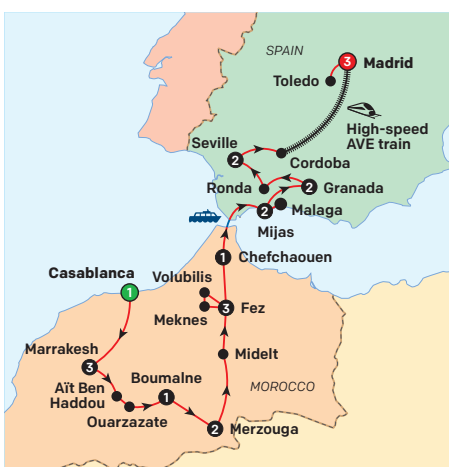 SPAIN
3
Madrid
Toledo
High-speed
AVE train
Seville
2
Cordoba
Ronda
2
Granada
2
Malaga
Mijas
1
Chefchaouen
Casablanca
1
Volubilis
Meknes
3
Fez
Marrakesh
3
Midelt
Aït Ben
Haddou
Boumalne
1
MOROCCO
Ouarzazate
2
Merzouga